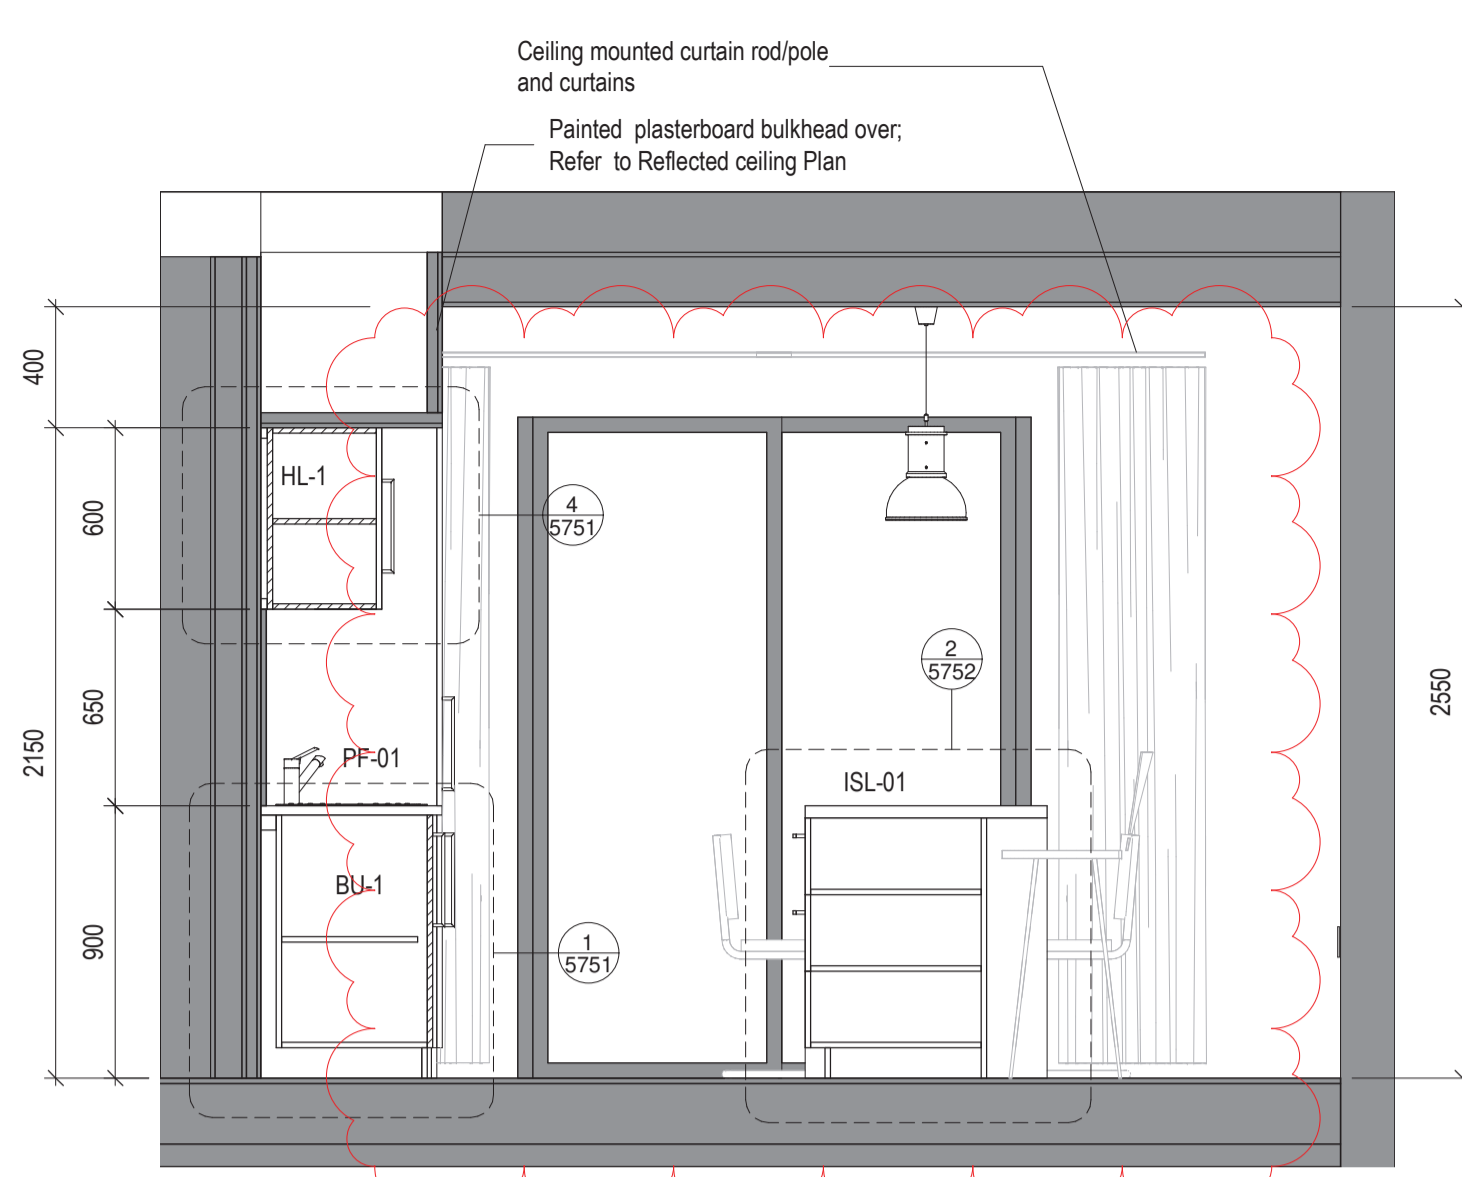 Ceiling mounted curtain rod/pole
and curtains
Painted plasterboard bulkhead over;
Refer to Reflected ceiling Plan
400
HL-1
600
4
5751
2
5752
650
2150
2550
PF-01
ISL-01
BU-1
900
1
5751